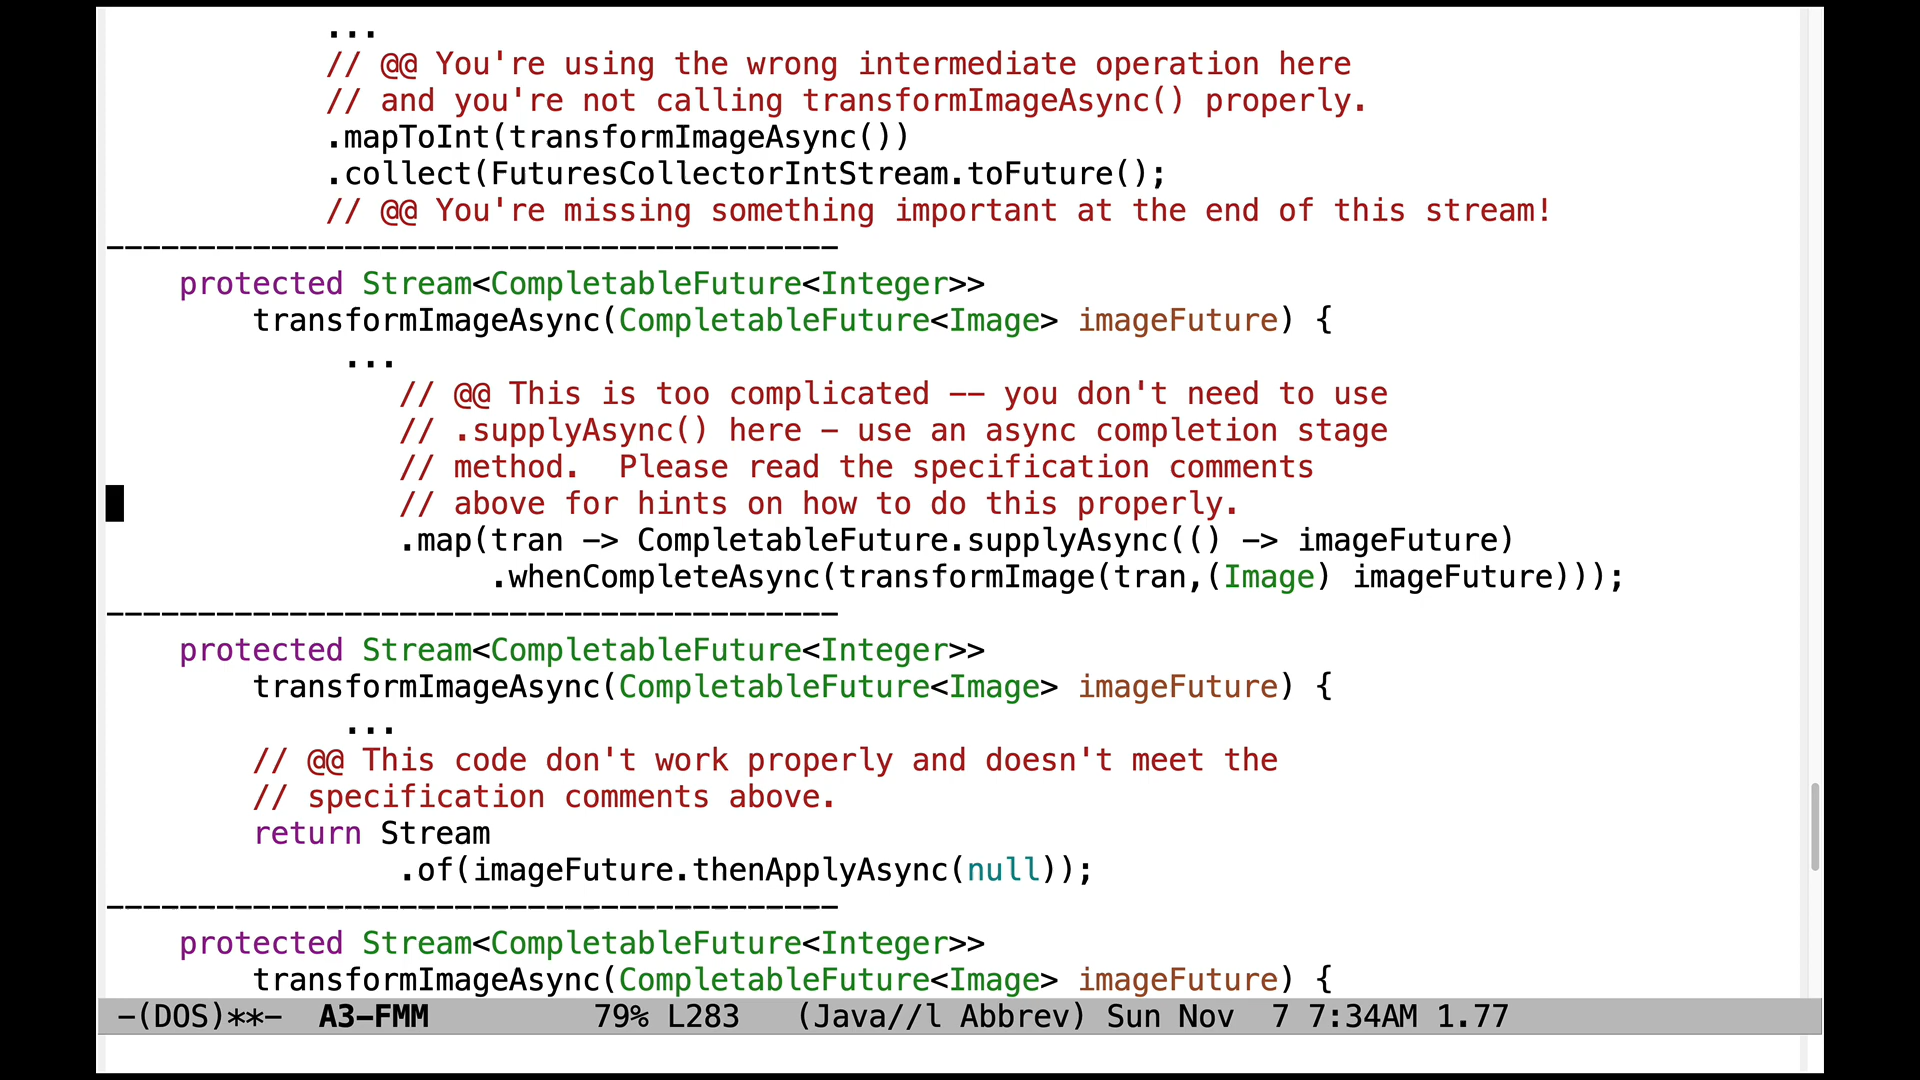 ...
// @@ You're using the wrong intermediate operation here
// and you're not calling transformImageAsync() properly.
.mapToInt(transformImageAsync())
.collect(FuturesCollectorIntStream.toFuture();
// @@ You're missing something important at the end of this stream!
----------------------------------------
protected Stream<CompletableFuture<Integer>>
transformImageAsync(CompletableFuture<Image> imageFuture) {
...
// @@ This is too complicated -- you don't need to use
// .supplyAsync() here - use an async completion stage
// method.  Please read the specification comments
// above for hints on how to do this properly.
.map(tran -> CompletableFuture.supplyAsync(() -> imageFuture)
.whenCompleteAsync(transformImage(tran,(Image) imageFuture)));
----------------------------------------
protected Stream<CompletableFuture<Integer>>
transformImageAsync(CompletableFuture<Image> imageFuture) {
...
// @@ This code don't work properly and doesn't meet the
// specification comments above.
return Stream
.of(imageFuture.thenApplyAsync(null));
----------------------------------------
protected Stream<CompletableFuture<Integer>>
transformImageAsync(CompletableFuture<Image> imageFuture) {
-(DOS)**-  A3-FMM         79% L283   (Java//l Abbrev) Sun Nov  7 7:34AM 1.77